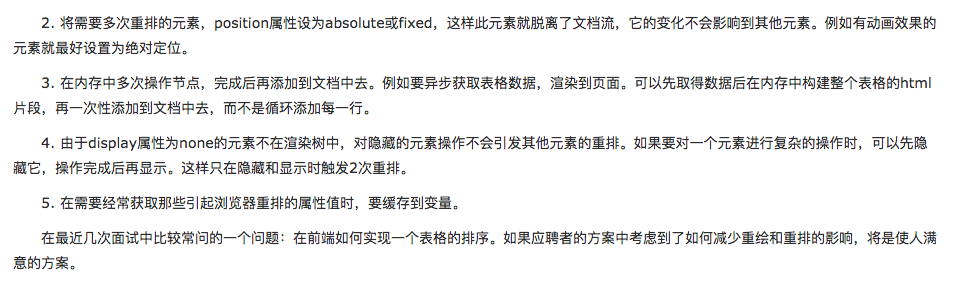 2. 将需要多次重排的元素，position属性设为absolute或fixed，这样此元素就脱离了文档流，它的变化不会影响到其他元素。例如有动画效果的
元素就最好设置为绝对定位。
3. 在内存中多次操作节点，完成后再添加到文档中去。例如要异步获取表格数据，渲染到页面。可以先取得数据后在内存中构建整个表格的html
片段，再一次性添加到文档中去，而不是循环添加每一行。
4. 由于display属性为none的元素不在渲染树中，对隐藏的元素操作不会引发其他元素的重排。如果要对一个元素进行复杂的操作时，可以先隐
藏它，操作完成后再显示。这样只在隐藏和显示时触发2次重排。
5. 在需要经常获取那些引起浏览器重排的属性值时，要缓存到变量。
在最近几次面试中比较常问的一个问题：在前端如何实现一个表格的排序。如果应聘者的方案中考虑到了如何减少重绘和重排的影响，将是使人满
意的方案。